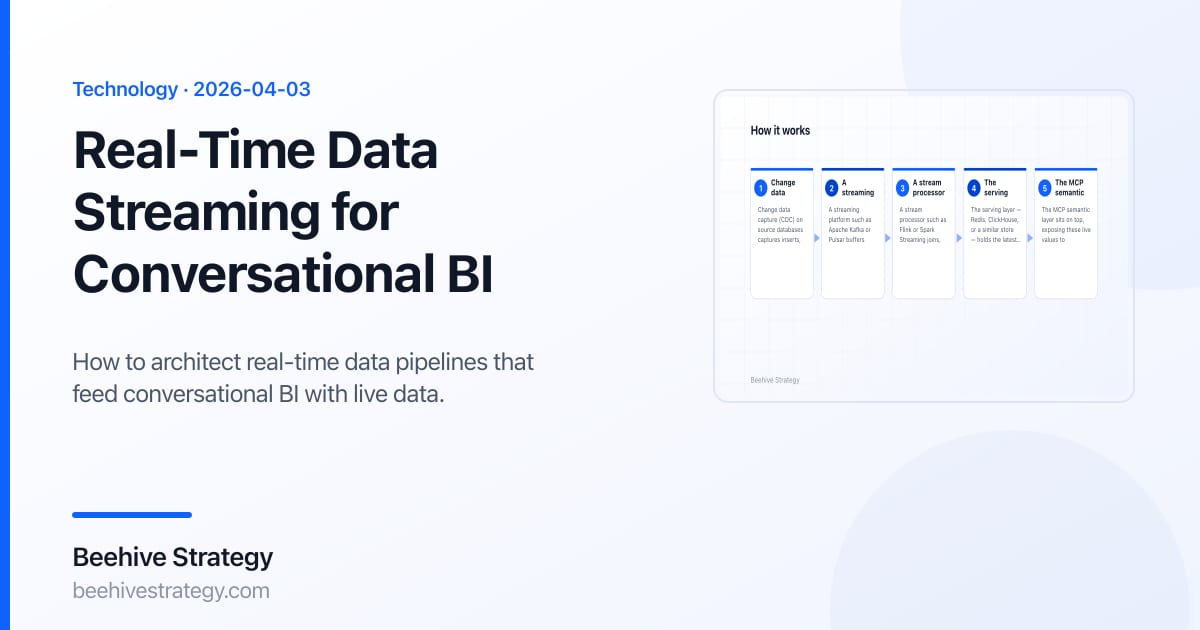 Technology · 2026-04-03
Real-Time Data
Streaming for
Conversational BI
How to architect real-time data pipelines that
feed conversational BI with live data.
Beehive Strategy
beehivestrategy.com
How it works
1 Change
data
Change data
capture (CDC) on
source databases
captures inserts,
2 A
streaming
A streaming
platform such as
Apache Kafka or
Pulsar buffers
3 A stream
processor
A stream
processor such as
Flink or Spark
Streaming joins,
4 The
serving
The serving layer —
Redis, ClickHouse,
or a similar store
— holds the latest...
5 The MCP
semantic
The MCP semantic
layer sits on top,
exposing these live
values to
Beehive Strategy